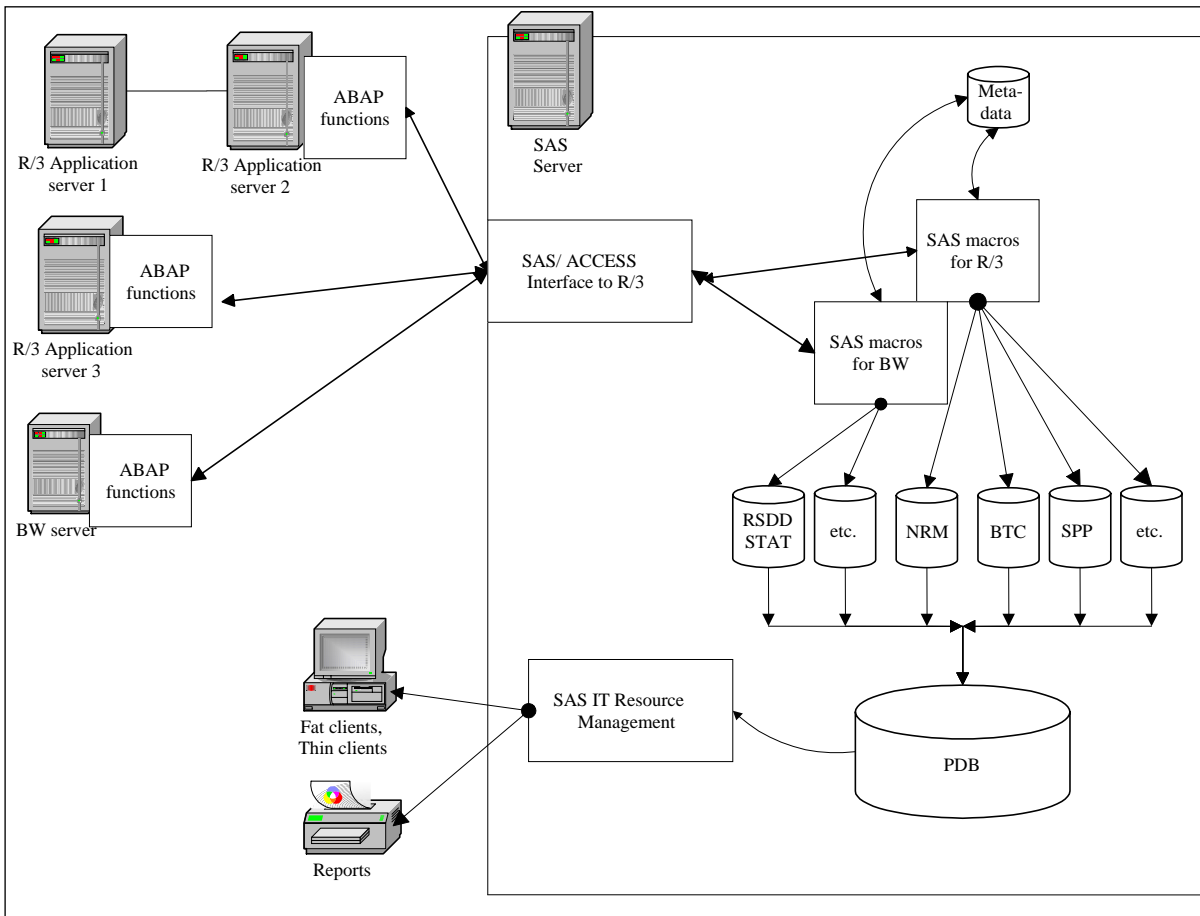 ABAP
functions
R/3 Application
server 1
R/3 Application
server 2
SAS
Server
Meta-
data
ABAP
functions
R/3 Application
server 3
SAS/ ACCESS
Interface to R/3
SAS macros
for R/3
SAS macros
for BW
ABAP
functions
BW server
RSDD
STAT
etc.
NRM
BTC
SPP
etc.
Fat clients,
Thin clients
SAS IT Resource
Management
PDB
Reports